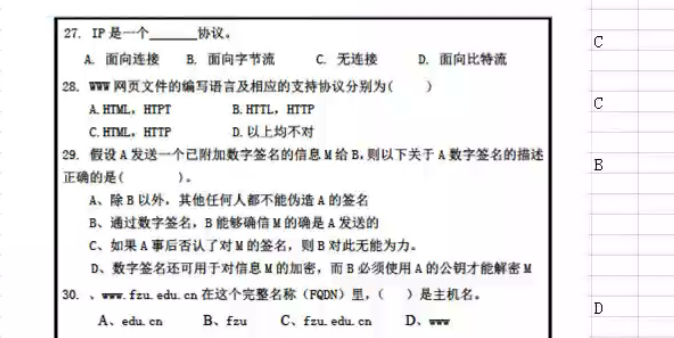 27. IP 是一个______协议。
A. 面向连接 B. 面向字节流 C. 无连接 D. 面向比特流
C
28. WWW 网页文件的编写语言及相应的支持协议分别为( )
A. HTML, HTPT B. HTTL, HTTP
C
C. HTML, HTTP D. 以上均不对
29. 假设 A 发送一个已附加数字签名的信息 M 给 B, 则以下关于 A 数字签名的描述
B
正确的是( )。
A、除 B 以外, 其他任何人都不能伪造 A 的签名
B、通过数字签名, B 能够确信 M 的确是 A 发送的
C、如果 A 事后否认了对 M 的签名, 则 B 对此无能为力。
D、数字签名还可用于对信息 M 的加密, 而 B 必须使用 A 的公钥才能解密 M
30. 、www.fzu.edu.cn 在这个完整名称（FQDN）里,（ ）是主机名。
D
A、edu.cn B、fzu C、fzu.edu.cn D、www